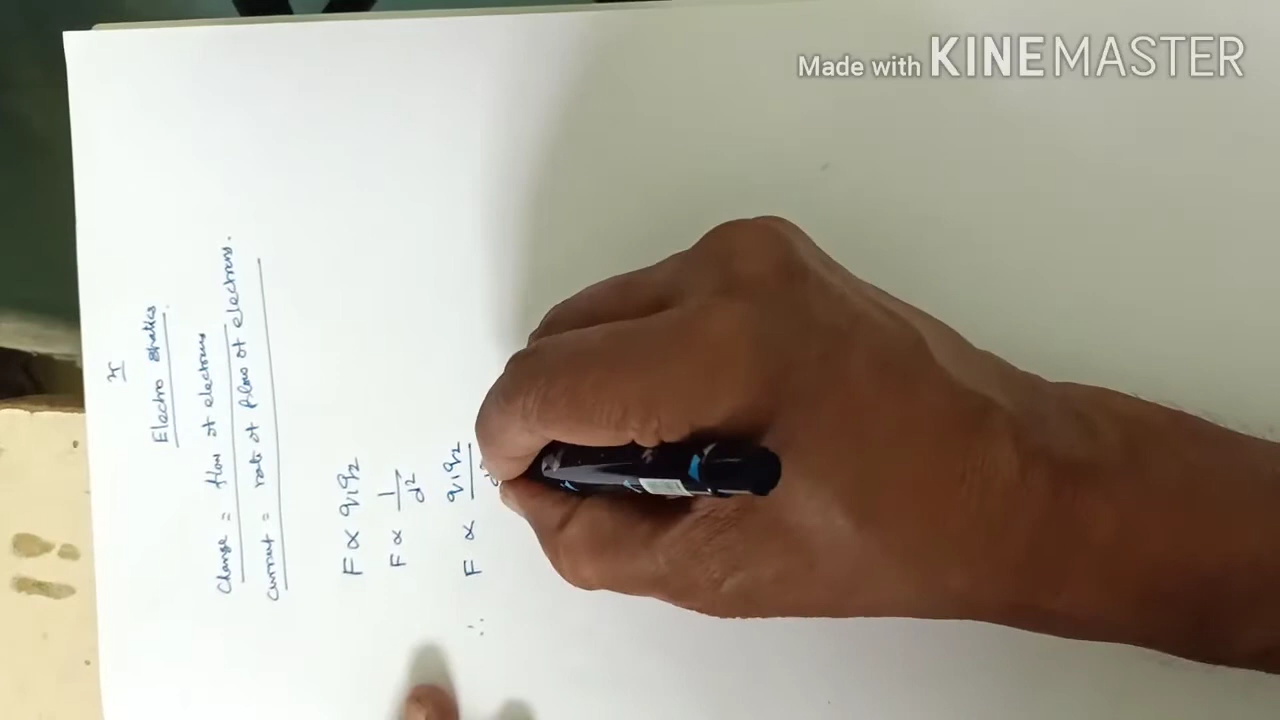 Made with KINEMASTER
Electro statics
Charge = flow of electrons
Current = rate of flow of electrons.
F ∝ q₁q₂
F ∝ 1/d²
∴ F ∝ q₁q₂/d